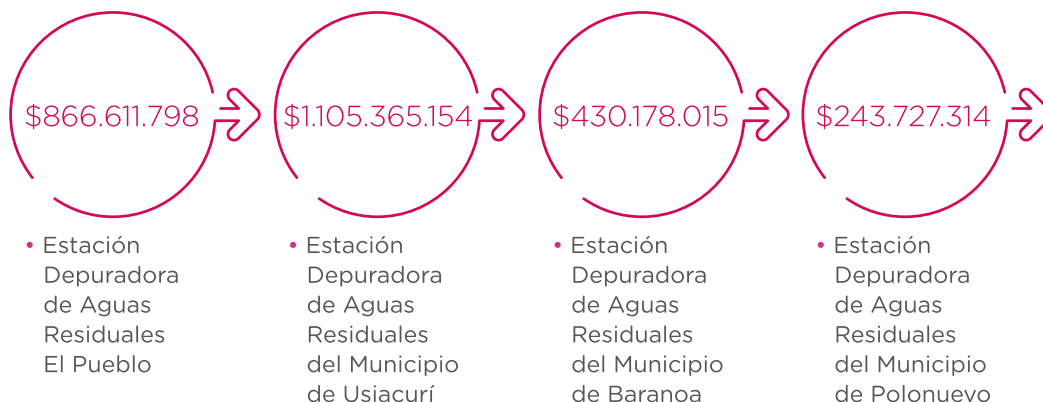 $866.611.798
$1.105.365.154
$430.178.015
$243.727.314
• Estación
Depuradora
de Aguas
Residuales
El Pueblo
• Estación
Depuradora
de Aguas
Residuales
del Municipio
de Usiacurí
• Estación
Depuradora
de Aguas
Residuales
del Municipio
de Baranoa
• Estación
Depuradora
de Aguas
Residuales
del Municipio
de Polonuevo